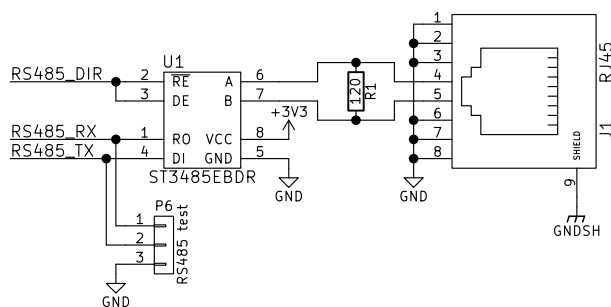 U1
RS485_DIR
2 RE A 6
3 DE B 7
RS485_RX
1 RO VCC 8
RS485_TX
4 DI GND 5
ST3485EBDR
+3V3
GND
120
R1
1
2
3
4
5
6
7
8
GND
RJ45
J1
SHIELD
9
GNDSH
P6
1
2
3
RS485 test
GND